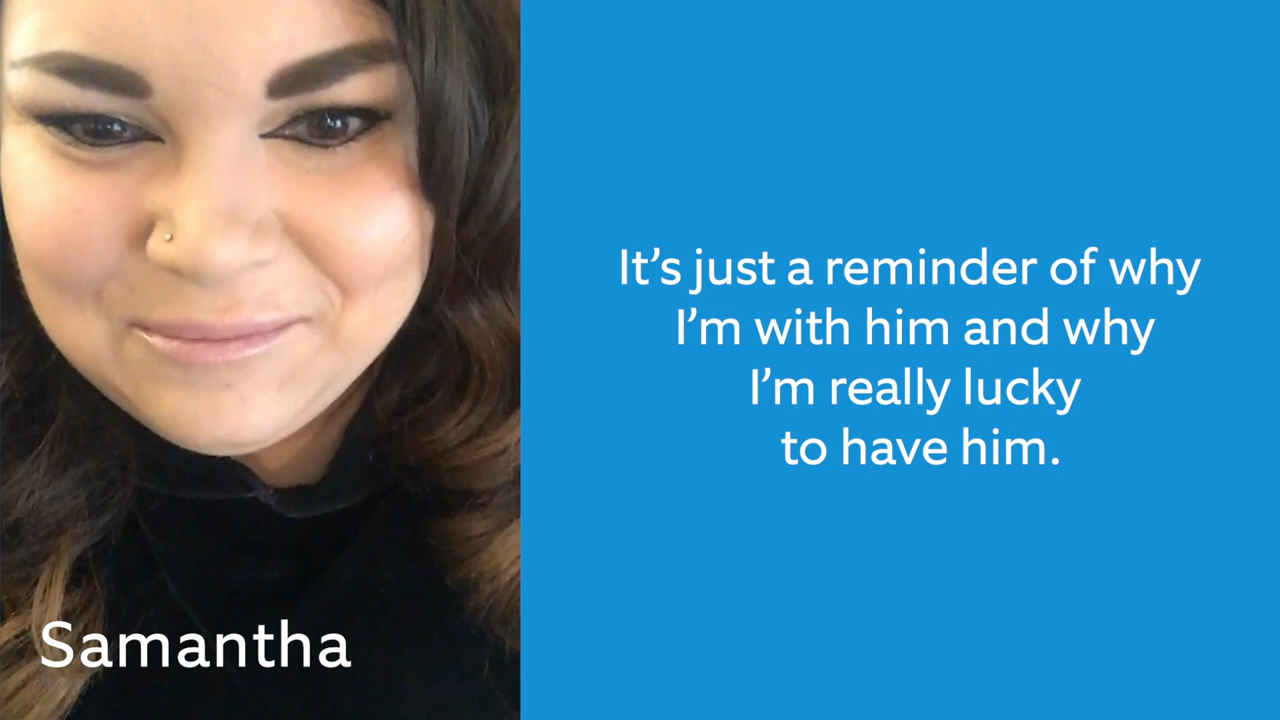 It’s just a reminder of why
I’m with him and why
I’m really lucky
to have him.
Samantha